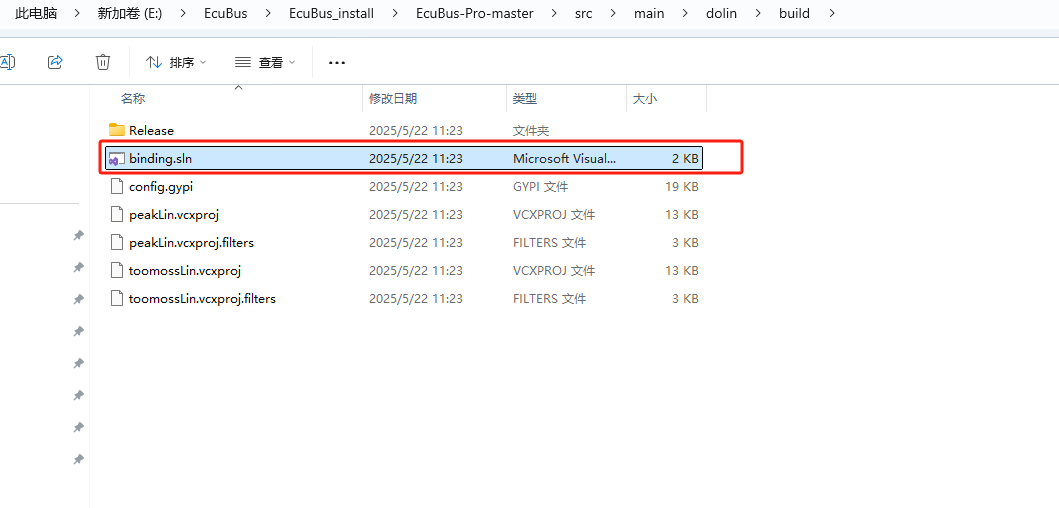 此电脑 > 新加卷 (E:) > EcuBus > EcuBus_install > EcuBus-Pro-master > src > main > dolin > build >
排序 查看 ...
名称 修改日期 类型 大小
Release 2025/5/22 11:23 文件夹
binding.sln 2025/5/22 11:23 Microsoft Visual... 2 KB
config.gypi 2025/5/22 11:23 GYPI 文件 19 KB
peakLin.vcxproj 2025/5/22 11:23 VCXPROJ 文件 13 KB
peakLin.vcxproj.filters 2025/5/22 11:23 FILTERS 文件 3 KB
toomossLin.vcxproj 2025/5/22 11:23 VCXPROJ 文件 13 KB
toomossLin.vcxproj.filters 2025/5/22 11:23 FILTERS 文件 3 KB